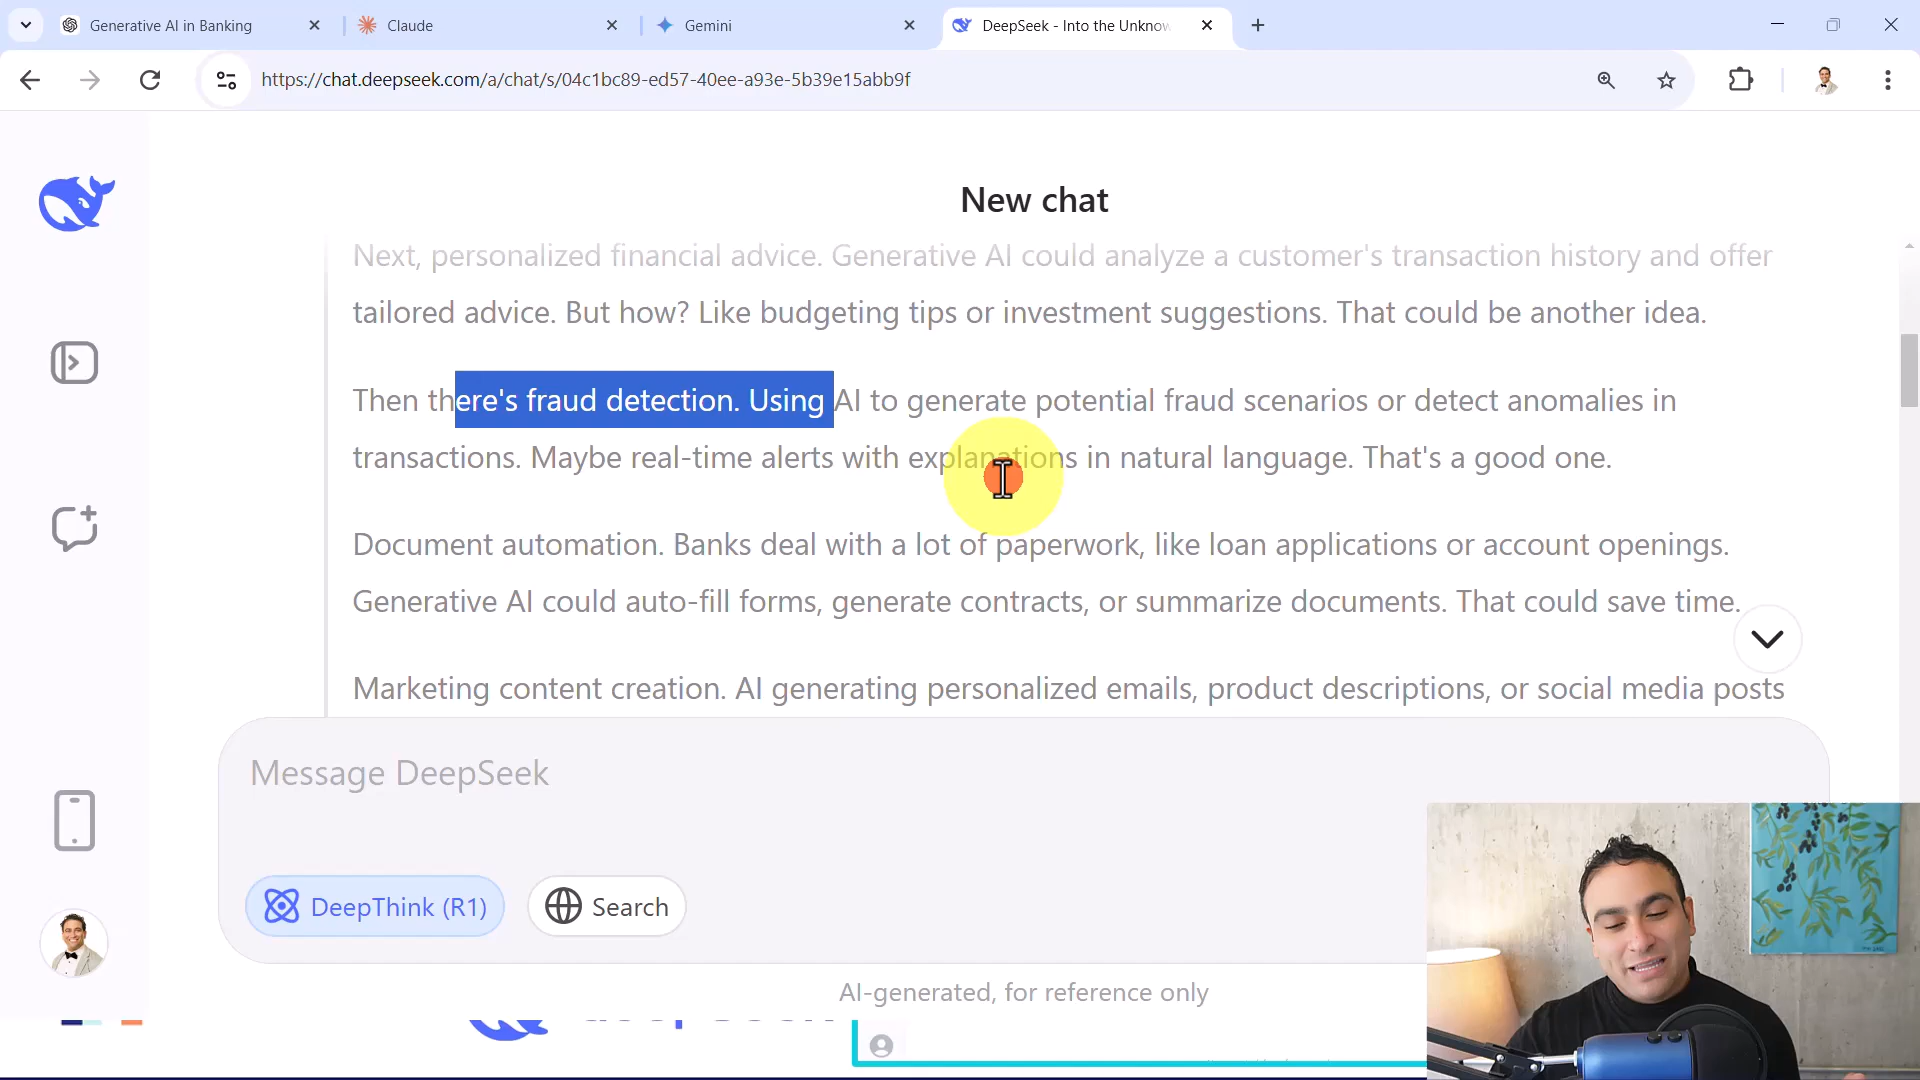 Generative AI in Banking
Claude
Gemini
DeepSeek - Into the Unknow
https://chat.deepseek.com/a/chat/s/04c1bc89-ed57-40ee-a93e-5b39e15abb9f
New chat
Next, personalized financial advice. Generative AI could analyze a customer's transaction history and offer
tailored advice. But how? Like budgeting tips or investment suggestions. That could be another idea.
Then there's fraud detection. Using AI to generate potential fraud scenarios or detect anomalies in
transactions. Maybe real-time alerts with explanations in natural language. That's a good one.
Document automation. Banks deal with a lot of paperwork, like loan applications or account openings.
Generative AI could auto-fill forms, generate contracts, or summarize documents. That could save time.
Marketing content creation. AI generating personalized emails, product descriptions, or social media posts
Message DeepSeek
DeepThink (R1)
Search
AI-generated, for reference only